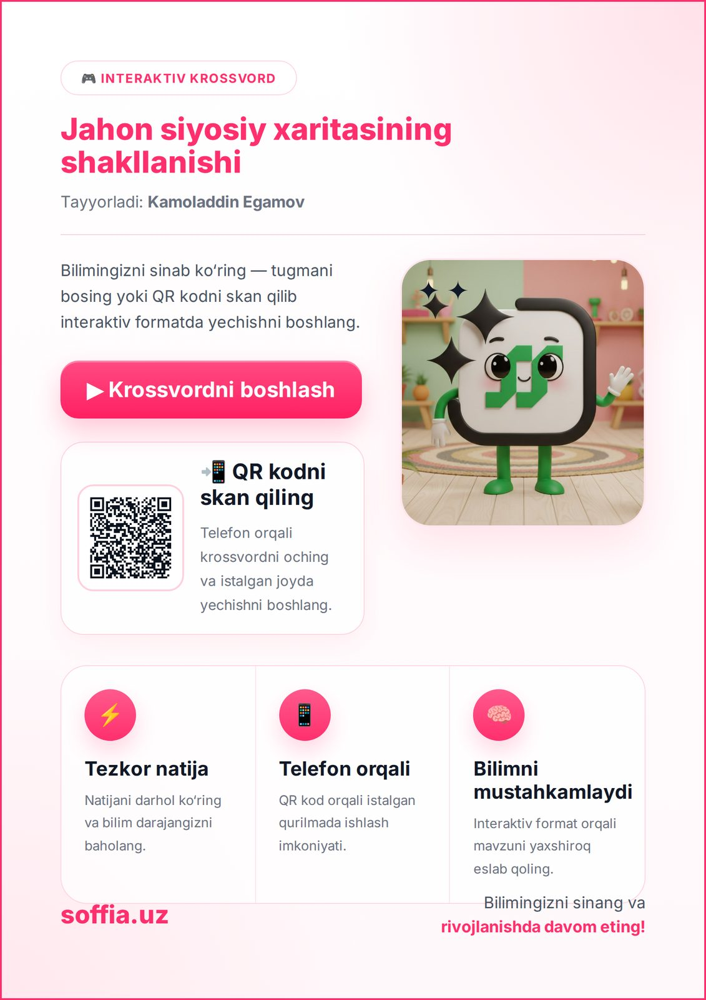 🎮 INTERAKTIV KROSSVORD
Jahon siyosiy xaritasining
shakllanishi
Tayyorladi: Kamoladdin Egamov
Bilimingizni sinab koʻring — tugmani
bosing yoki QR kodni skan qilib
interaktiv formatda yechishni boshlang.
▶ Krossvordni boshlash
📲 QR kodni
skan qiling
Telefon orqali
krossvordni oching
va istalgan joyda
yechishni boshlang.
Tezkor natija
Natijani darhol koʻring
va bilim darajangizni
baholang.
Telefon orqali
QR kod orqali istalgan
qurilmada ishlash
imkoniyati.
Bilimni
mustahkamlaydi
Interaktiv format orqali
mavzuni yaxshiroq
eslab qoling.
soffia.uz
Bilimingizni sinang va
rivojlanishda davom eting!